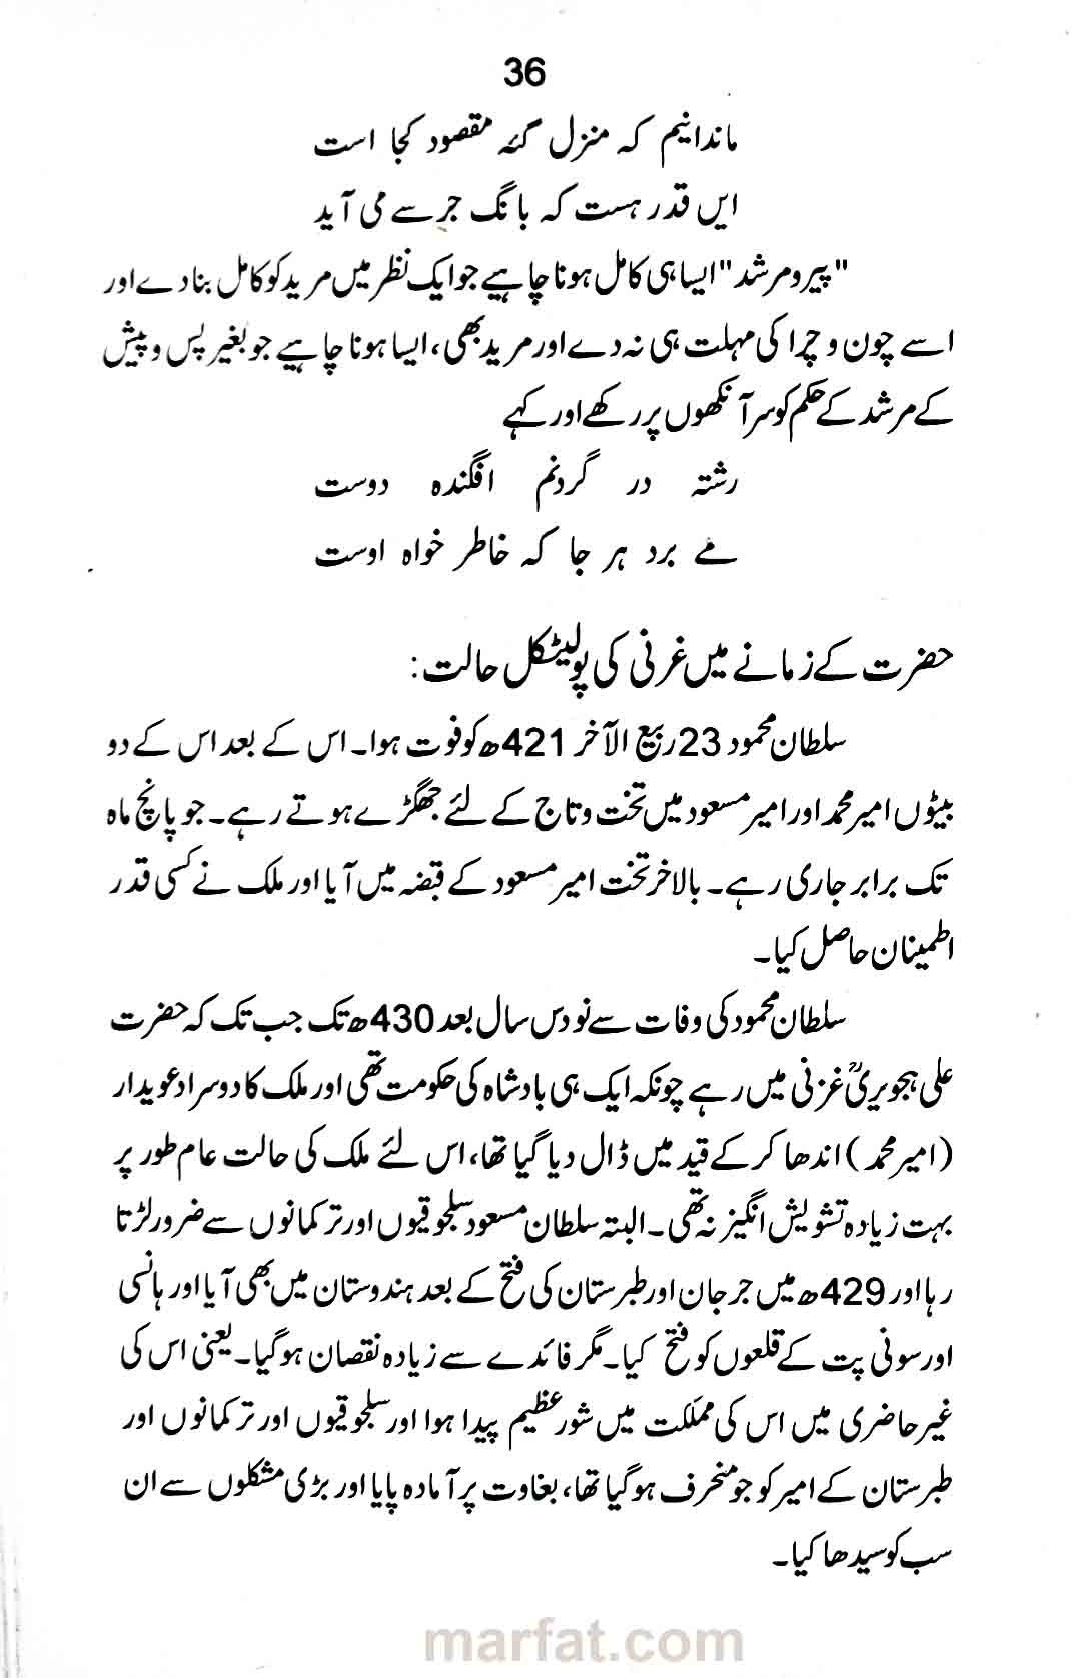 36
ماندانیم کہ منزل گئہ مقصود کجا است
ایں قدر ہست کہ بانگ جرسے می آید
"پیرومرشد" ایسا ہی کامل ہونا چاہیے جو ایک نظر میں مرید کو کامل بنا دے اور
اسے چون و چرا کی مہلت ہی نہ دے اور مرید بھی، ایسا ہونا چاہیے جو بغیر پس و پیش
کے مرشد کے حکم کو سر آنکھوں پر رکھے اور کہے
رشتہ در گردنم افگندہ دوست
مے برد ہر جا کہ خاطر خواہ اوست
حضرت کے زمانے میں غرنی کی پولیٹکل حالت:
سلطان محمود 23 ربیع الآخر 421ھ کو فوت ہوا۔ اس کے بعد اس کے دو
بیٹوں امیر محمد اور امیر مسعود میں تخت و تاج کے لئے جھگڑے ہوتے رہے۔ جو پانچ ماہ
تک برابر جاری رہے۔ بالاخر تخت امیر مسعود کے قبضہ میں آیا اور ملک نے کسی قدر
اطمینان حاصل کیا۔
سلطان محمود کی وفات سے نو دس سال بعد 430ھ تک جب تک کہ حضرت
علی ہجویریؒ غزنی میں رہے چونکہ ایک ہی بادشاہ کی حکومت تھی اور ملک کا دوسرا دعویدار
(امیر محمد) اندھا کر کے قید میں ڈال دیا گیا تھا، اس لئے ملک کی حالت عام طور پر
بہت زیادہ تشویش انگیز نہ تھی۔ البتہ سلطان مسعود سلجوقیوں اور ترکمانوں سے ضرور لڑتا
رہا اور 429ھ میں جرجان اور طبرستان کی فتح کے بعد ہندوستان میں بھی آیا اور ہانسی
اور سونی پت کے قلعوں کو فتح کیا۔ مگر فائدے سے زیادہ نقصان ہو گیا۔ یعنی اس کی
غیر حاضری میں اس کی مملکت میں شور عظیم پیدا ہوا اور سلجوقیوں اور ترکمانوں اور
طبرستان کے امیر کو جو منحرف ہو گیا تھا، بغاوت پر آمادہ پایا اور بڑی مشکلوں سے ان
سب کو سیدھا کیا۔
marfat.com